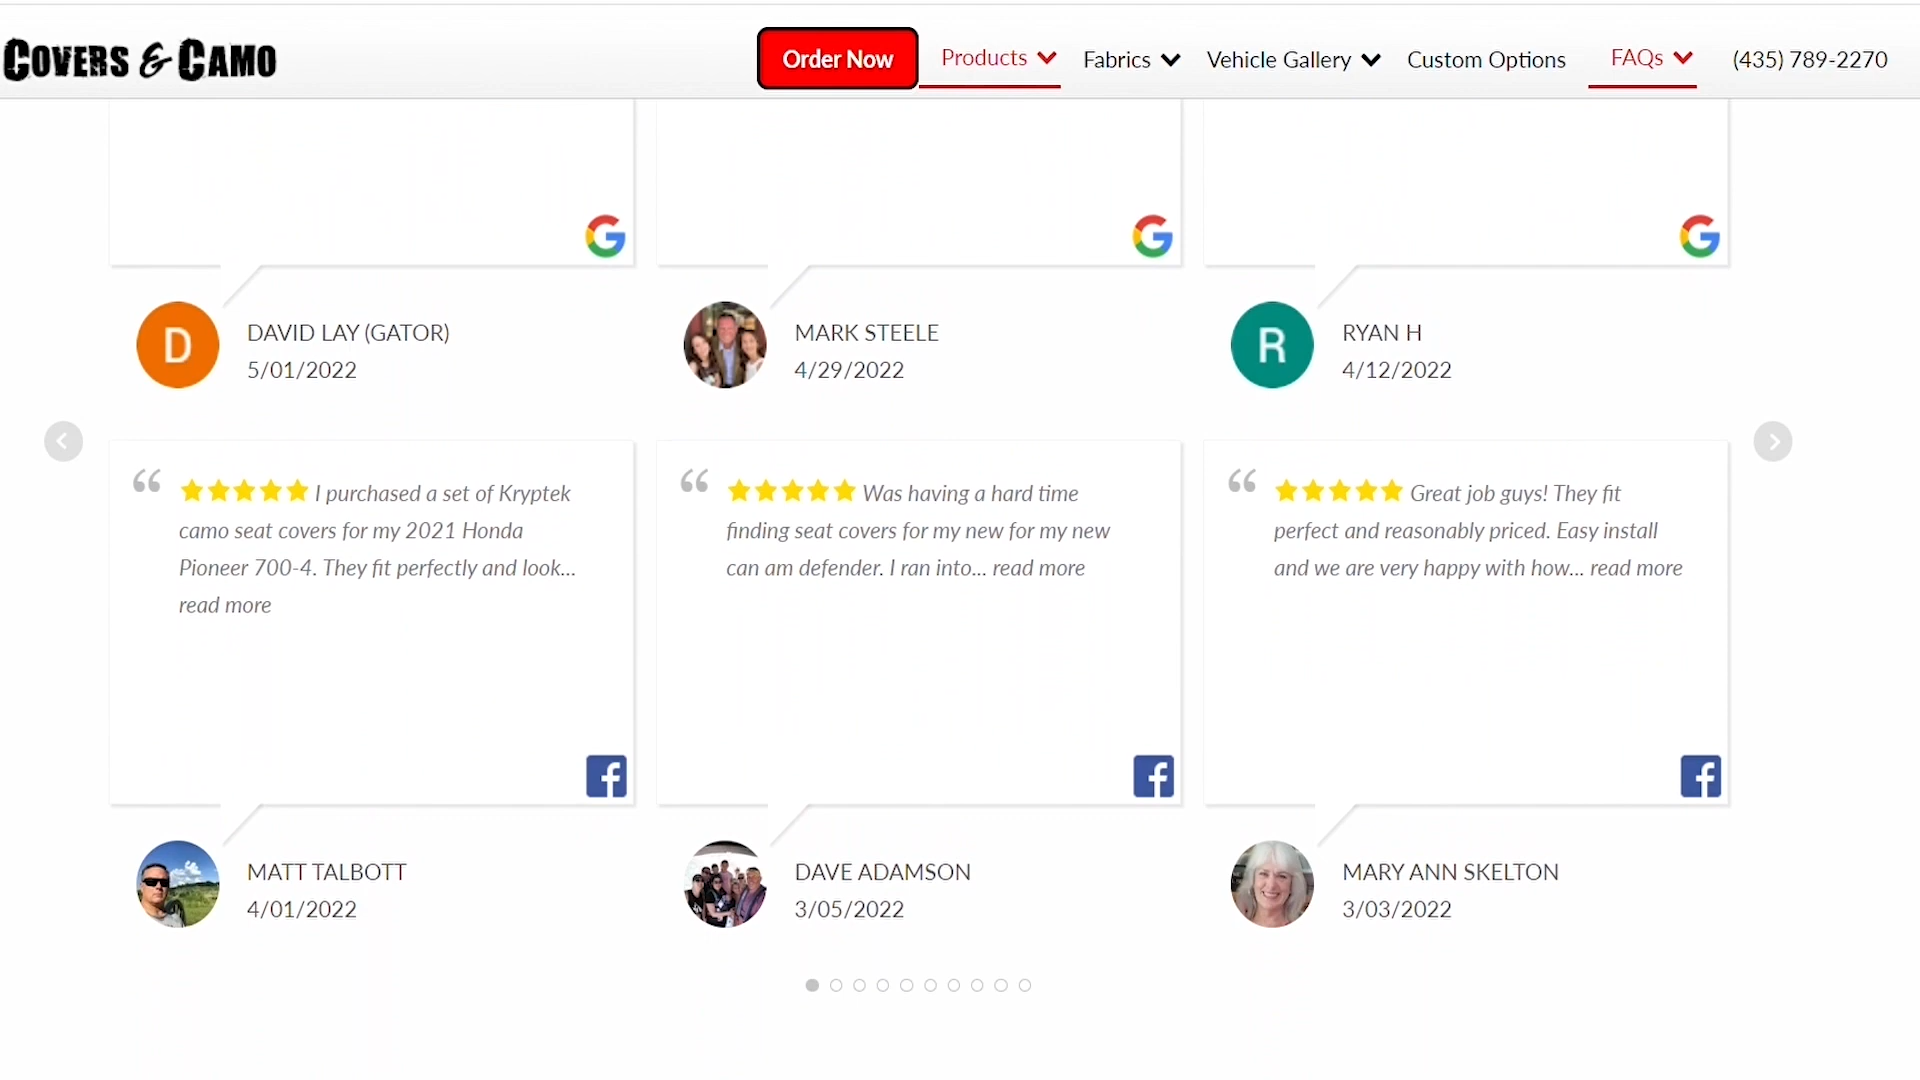 COVERS & CAMO
Order Now
Products
Fabrics
Vehicle Gallery
Custom Options
FAQs
(435) 789-2270
DAVID LAY (GATOR)
5/01/2022
MARK STEELE
4/29/2022
RYAN H
4/12/2022
“ I purchased a set of Kryptek
camo seat covers for my 2021 Honda
Pioneer 700-4. They fit perfectly and look...
read more
“ Was having a hard time
finding seat covers for my new for my new
can am defender. I ran into... read more
“ Great job guys! They fit
perfect and reasonably priced. Easy install
and we are very happy with how... read more
MATT TALBOTT
4/01/2022
DAVE ADAMSON
3/05/2022
MARY ANN SKELTON
3/03/2022